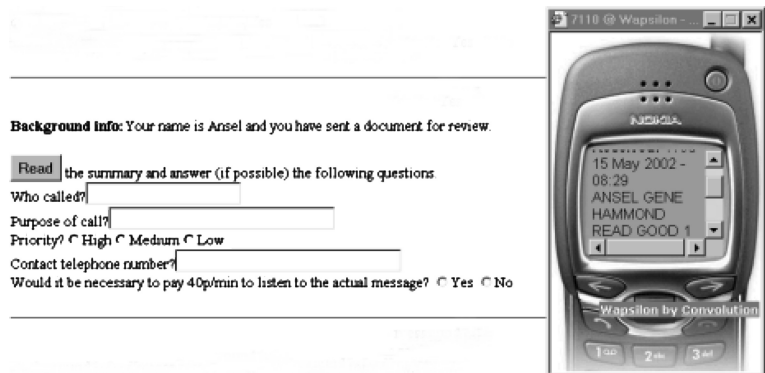 7110 @ Wapsilon - ...
Background info: Your name is Ansel and you have sent a document for review.
Read the summary and answer (if possible) the following questions.
Who called?
Purpose of call?
Priority? High Medium Low
Contact telephone number?
Would it be necessary to pay 40p/min to listen to the actual message? Yes No
NOKIA
15 May 2002 -
08:29
ANSEL GENE
HAMMOND
READ GOOD 1
Wapsilon by Convolution
1
2
3